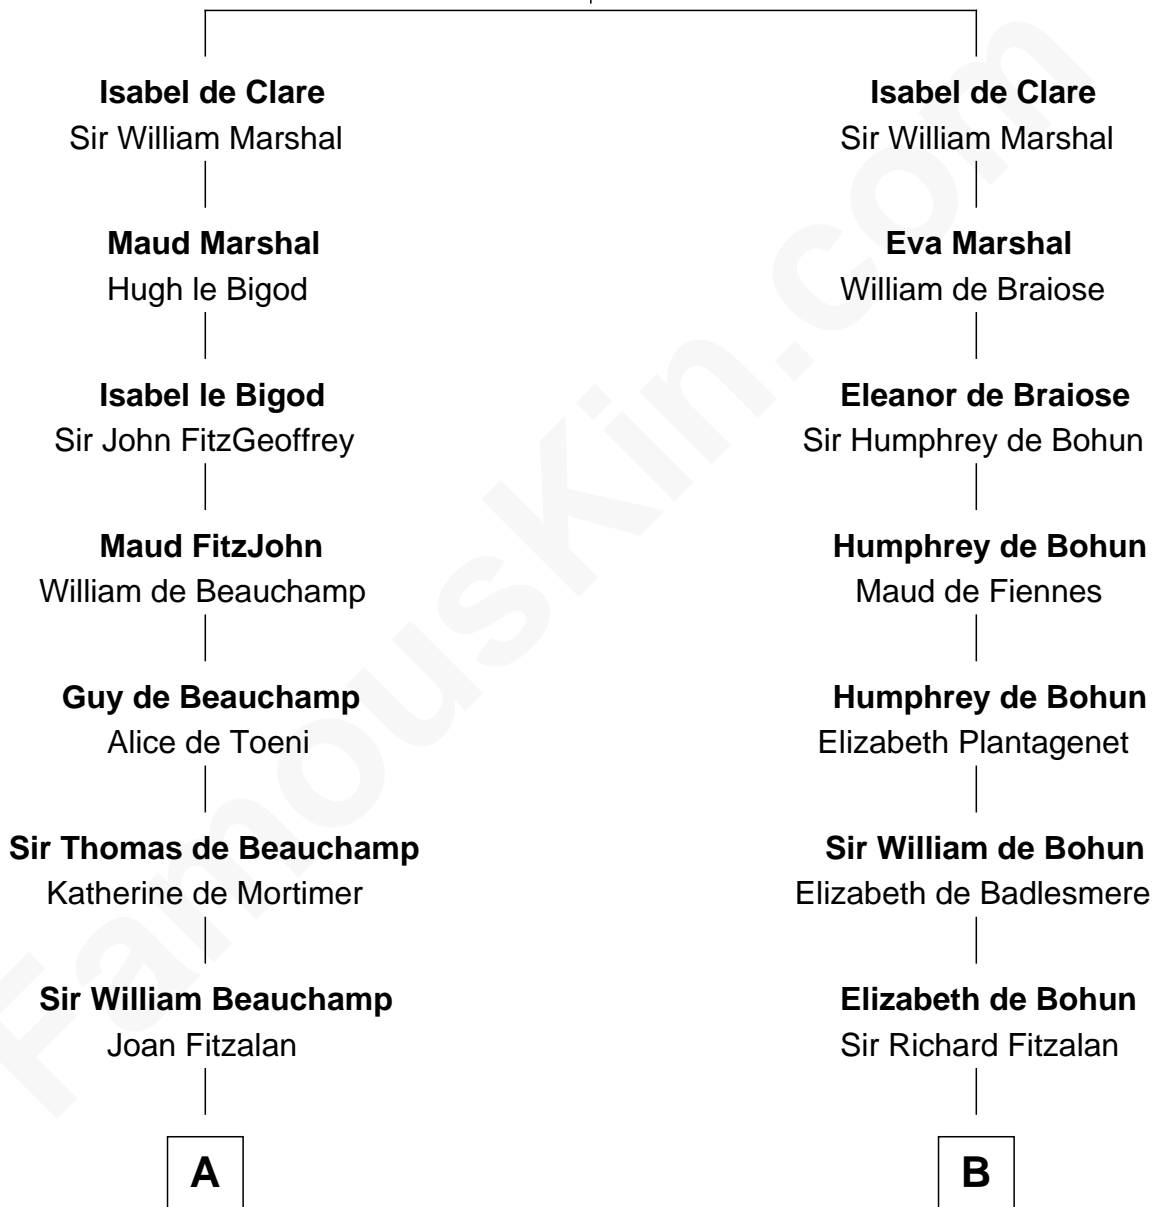 Isabel de Clare
Sir William Marshal
Maud Marshal
Hugh le Bigod
Isabel le Bigod
Sir John FitzGeoffrey
Maud FitzJohn
William de Beauchamp
Guy de Beauchamp
Alice de Toeni
Sir Thomas de Beauchamp
Katherine de Mortimer
Sir William Beauchamp
Joan Fitzalan
A
Isabel de Clare
Sir William Marshal
Eva Marshal
William de Braiose
Eleanor de Braiose
Sir Humphrey de Bohun
Humphrey de Bohun
Maud de Fiennes
Humphrey de Bohun
Elizabeth Plantagenet
Sir William de Bohun
Elizabeth de Badlesmere
Elizabeth de Bohun
Sir Richard Fitzalan
B
FamousKin.com